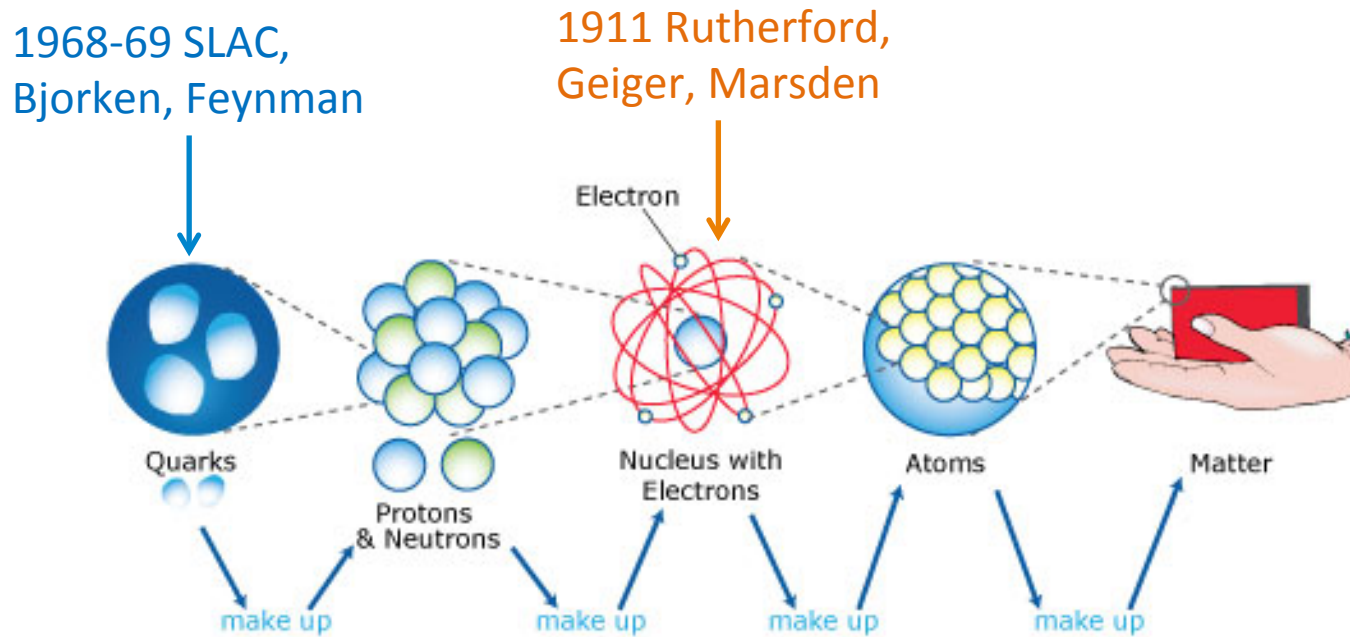 1968-69 SLAC,
Bjorken, Feynman
1911 Rutherford,
Geiger, Marsden
Electron
Quarks
Protons
& Neutrons
Nucleus with
Electrons
Atoms
Matter
make up
make up
make up
make up